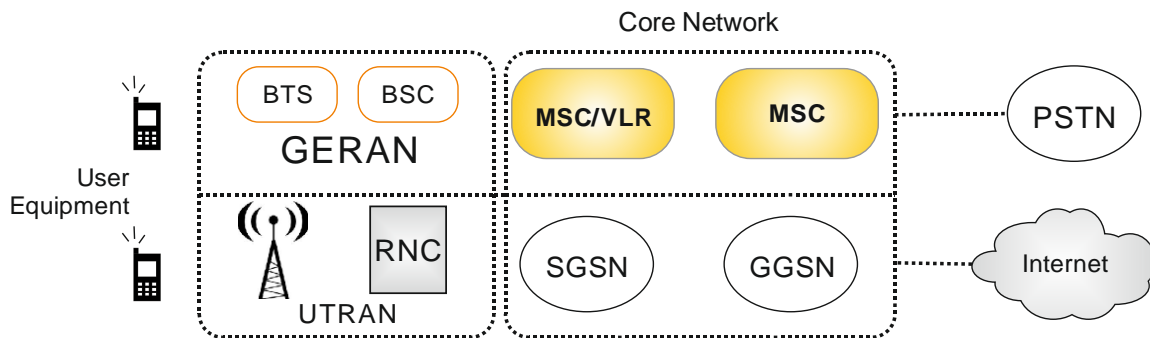 Core Network
BTS
BSC
GERAN
MSC/VLR
MSC
PSTN
User
Equipment
RNC
UTRAN
SGSN
GGSN
Internet